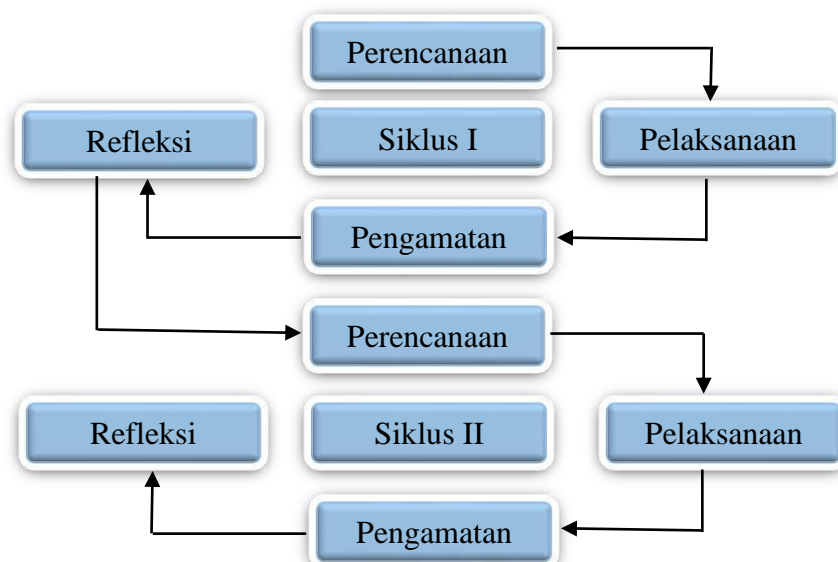 Perencanaan
Refleksi
Siklus I
Pelaksanaan
Pengamatan
Perencanaan
Refleksi
Siklus II
Pelaksanaan
Pengamatan